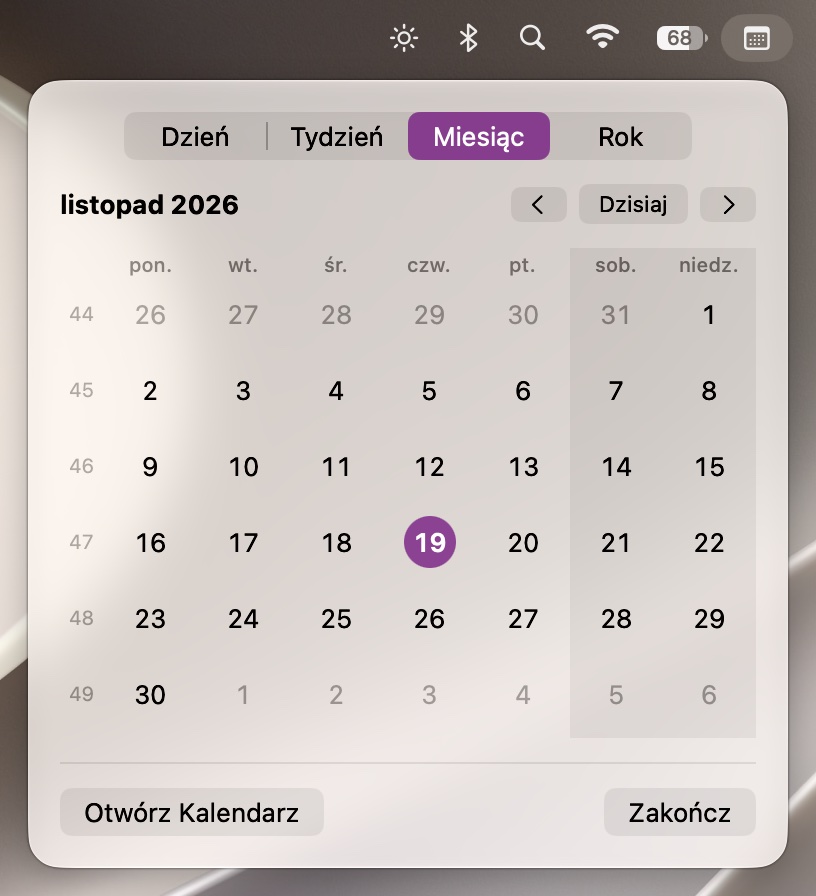 68
Dzień Tydzień Miesiąc Rok
listopad 2026 Dzisiaj
pon. wt. śr. czw. pt. sob. niedz.
44 26 27 28 29 30 31 1
45 2 3 4 5 6 7 8
46 9 10 11 12 13 14 15
47 16 17 18 19 20 21 22
48 23 24 25 26 27 28 29
49 30 1 2 3 4 5 6
Otwórz Kalendarz Zakończ